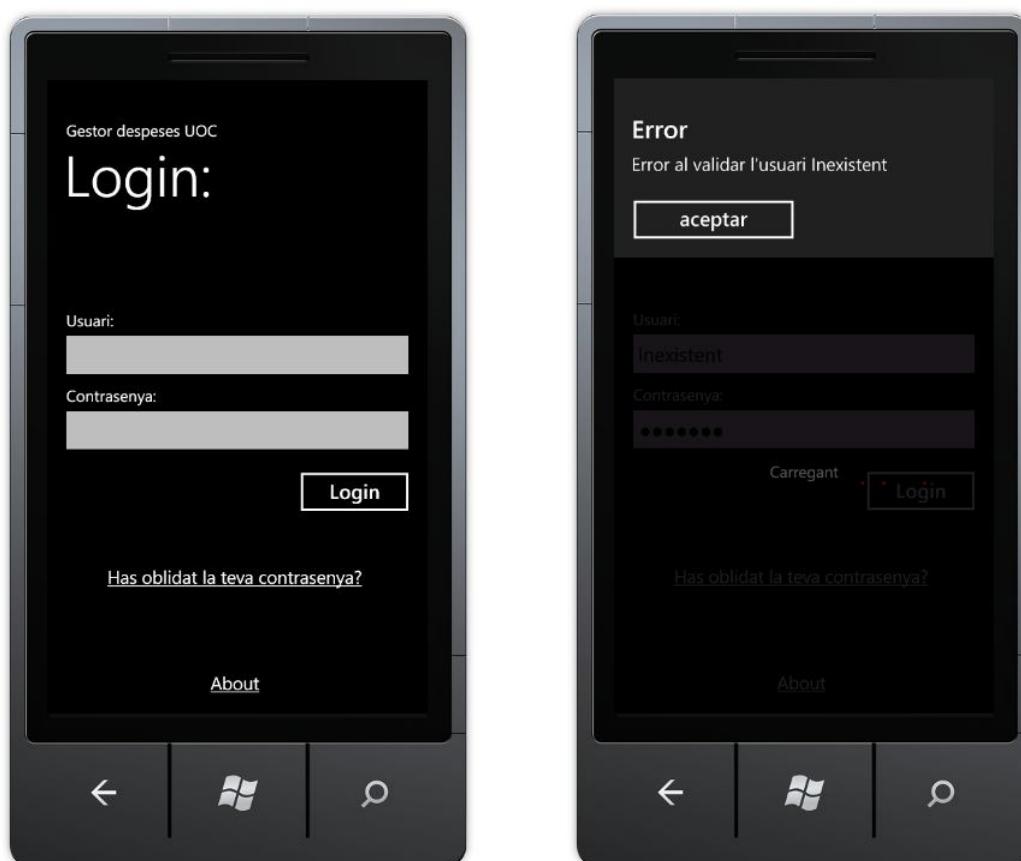 Gestor despeses UOC
Login:
Usuari:
Contrasenya:
Login
Has oblidat la teva contrasenya?
About
Error
Error al validar l'usuari Inexistent
aceptar
Usuari:
Inexistent
Contrasenya:
Carregant
Login
Has oblidat la teva contrasenya?
About